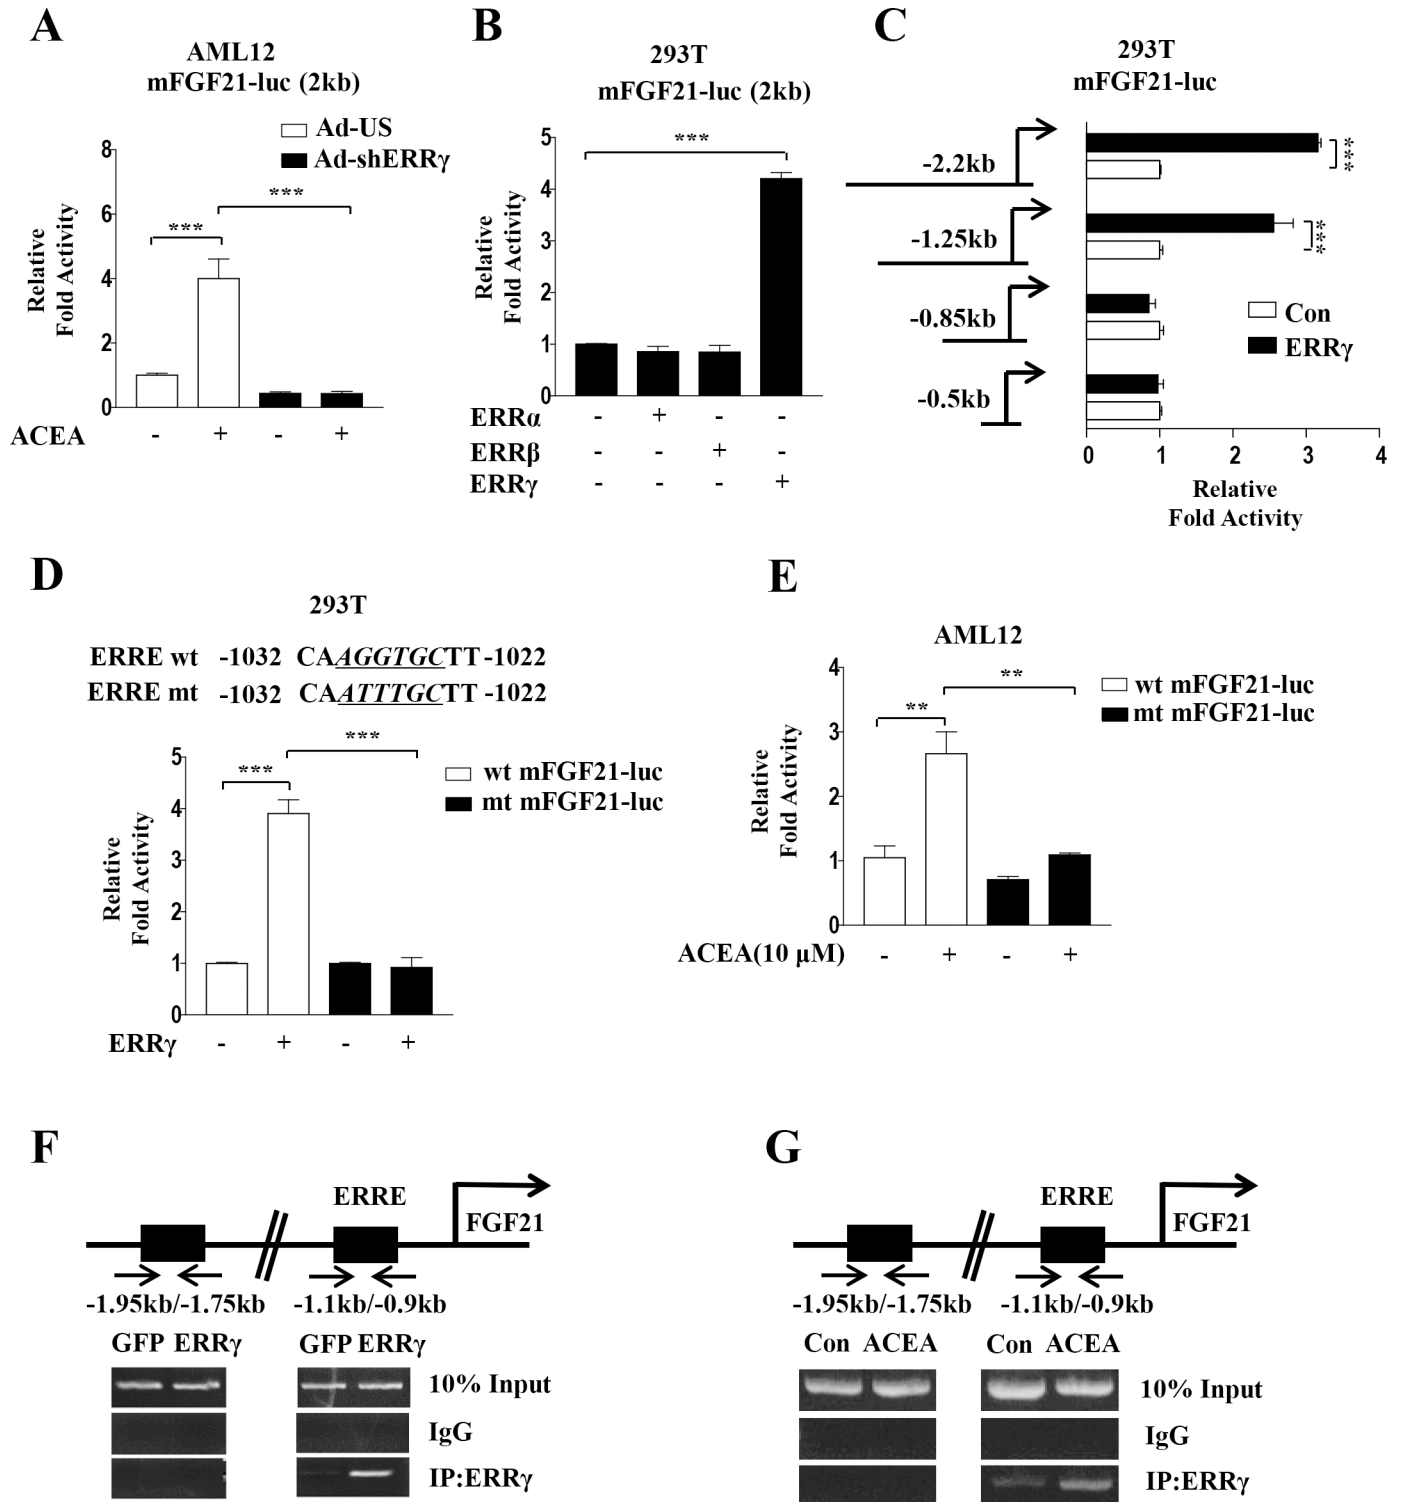 A
AML12
mFGF21-luc (2kb)
Ad-US
Ad-shERRγ
***
***
8
6
4
2
0
Relative
Fold Activity
ACEA - + - +
B
293T
mFGF21-luc (2kb)
***
5
4
3
2
1
0
Relative
Fold Activity
ERRα - + - -
ERRβ - - + -
ERRγ - - - +
C
293T
mFGF21-luc
-2.2kb
***
-1.25kb
***
-0.85kb
-0.5kb
Con
ERRγ
0 1 2 3 4
Relative
Fold Activity
D
293T
ERRE wt -1032 CAAGGTGCTT -1022
ERRE mt -1032 CAATTTGCTT -1022
***
***
wt mFGF21-luc
mt mFGF21-luc
5
4
3
2
1
0
Relative
Fold Activity
ERRγ - + - +
E
AML12
**
**
wt mFGF21-luc
mt mFGF21-luc
4
3
2
1
0
Relative
Fold Activity
ACEA(10 μM) - + - +
F
ERRE
FGF21
-1.95kb/-1.75kb -1.1kb/-0.9kb
GFP ERRγ GFP ERRγ
10% Input
IgG
IP:ERRγ
G
ERRE
FGF21
-1.95kb/-1.75kb -1.1kb/-0.9kb
Con ACEA Con ACEA
10% Input
IgG
IP:ERRγ